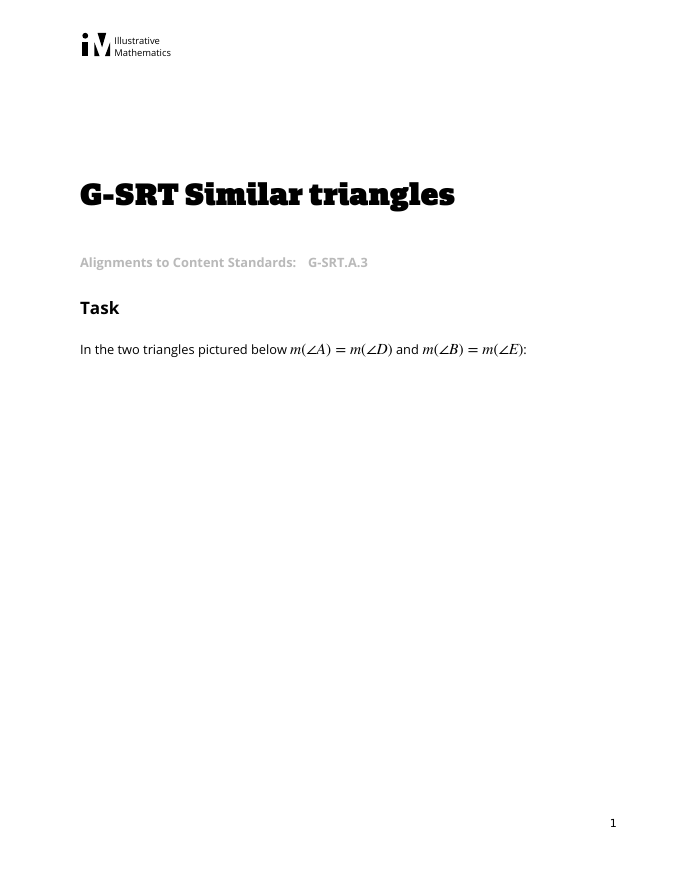 Illustrative
Mathematics
G-SRT Similar triangles
Alignments to Content Standards: G-SRT.A.3
Task
In the two triangles pictured below m(∠A) = m(∠D) and m(∠B) = m(∠E):
1